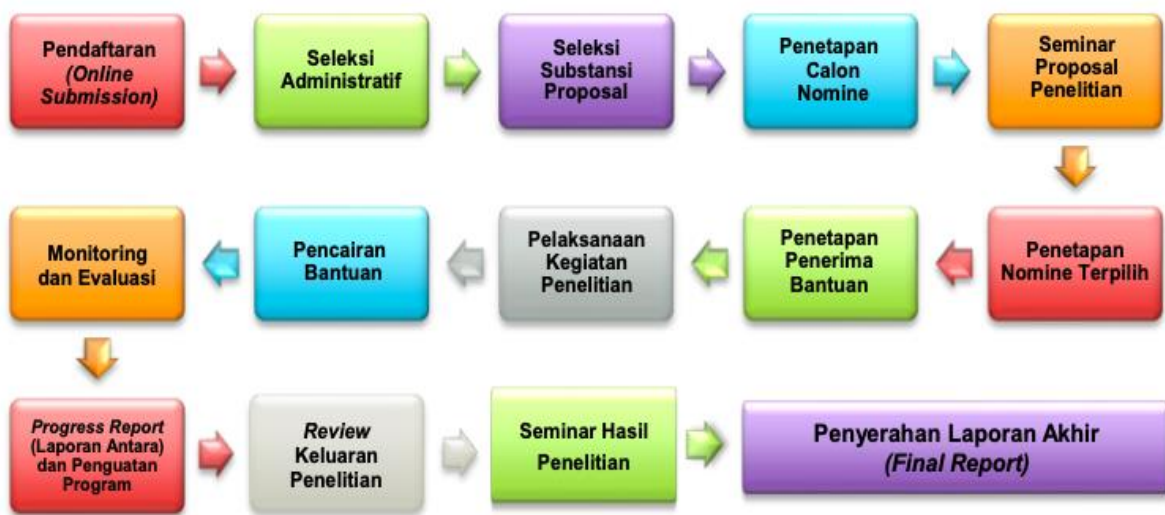 Pendaftaran
(Online
Submission)
Seleksi
Administratif
Seleksi
Substansi
Proposal
Penetapan
Calon
Nomine
Seminar
Proposal
Penelitian
Monitoring
dan Evaluasi
Pencairan
Bantuan
Pelaksanaan
Kegiatan
Penelitian
Penetapan
Penerima
Bantuan
Penetapan
Nomine Terpilih
Progress Report
(Laporan Antara)
dan Penguatan
Program
Review
Keluaran
Penelitian
Seminar Hasil
Penelitian
Penyerahan Laporan Akhir
(Final Report)